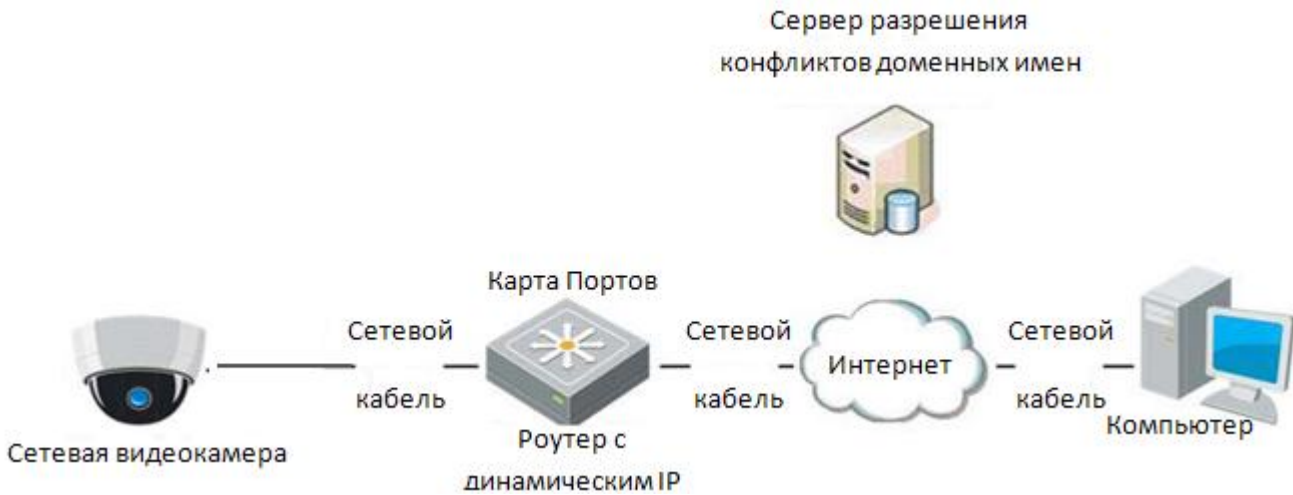 Сервер разрешения
конфликтов доменных имен
Карта Портов
Сетевой
кабель
Сетевой
кабель
Интернет
Сетевой
кабель
Сетевая видеокамера
Роутер с
динамическим IP
Компьютер